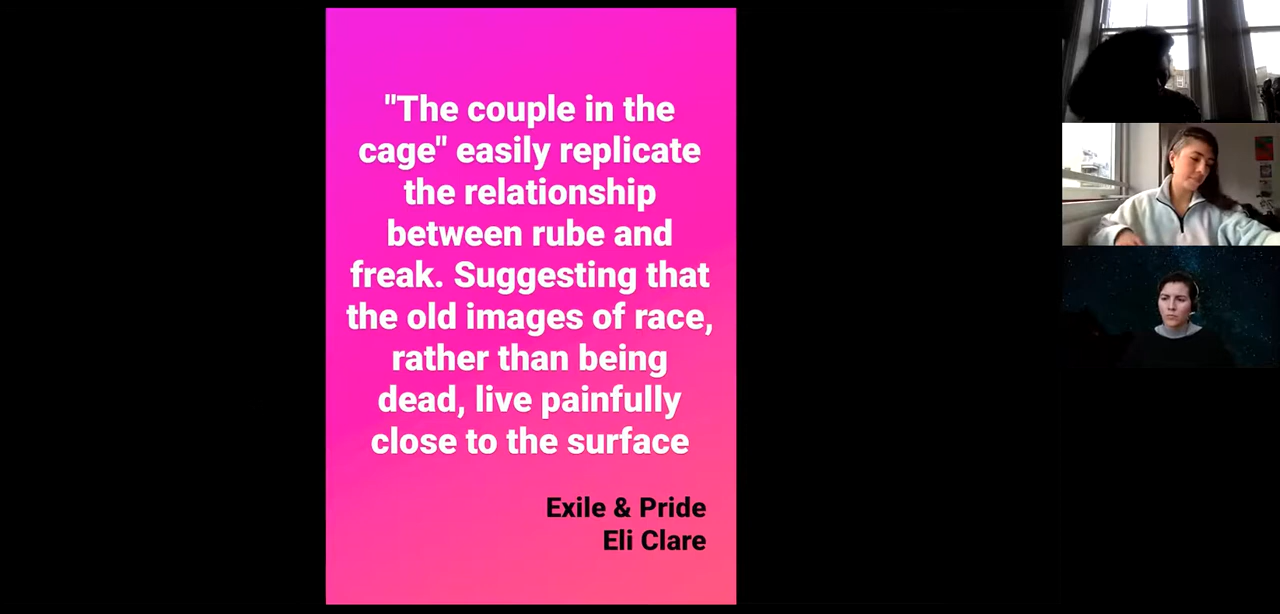 "The couple in the
cage" easily replicate
the relationship
between rube and
freak. Suggesting that
the old images of race,
rather than being
dead, live painfully
close to the surface
Exile & Pride
Eli Clare